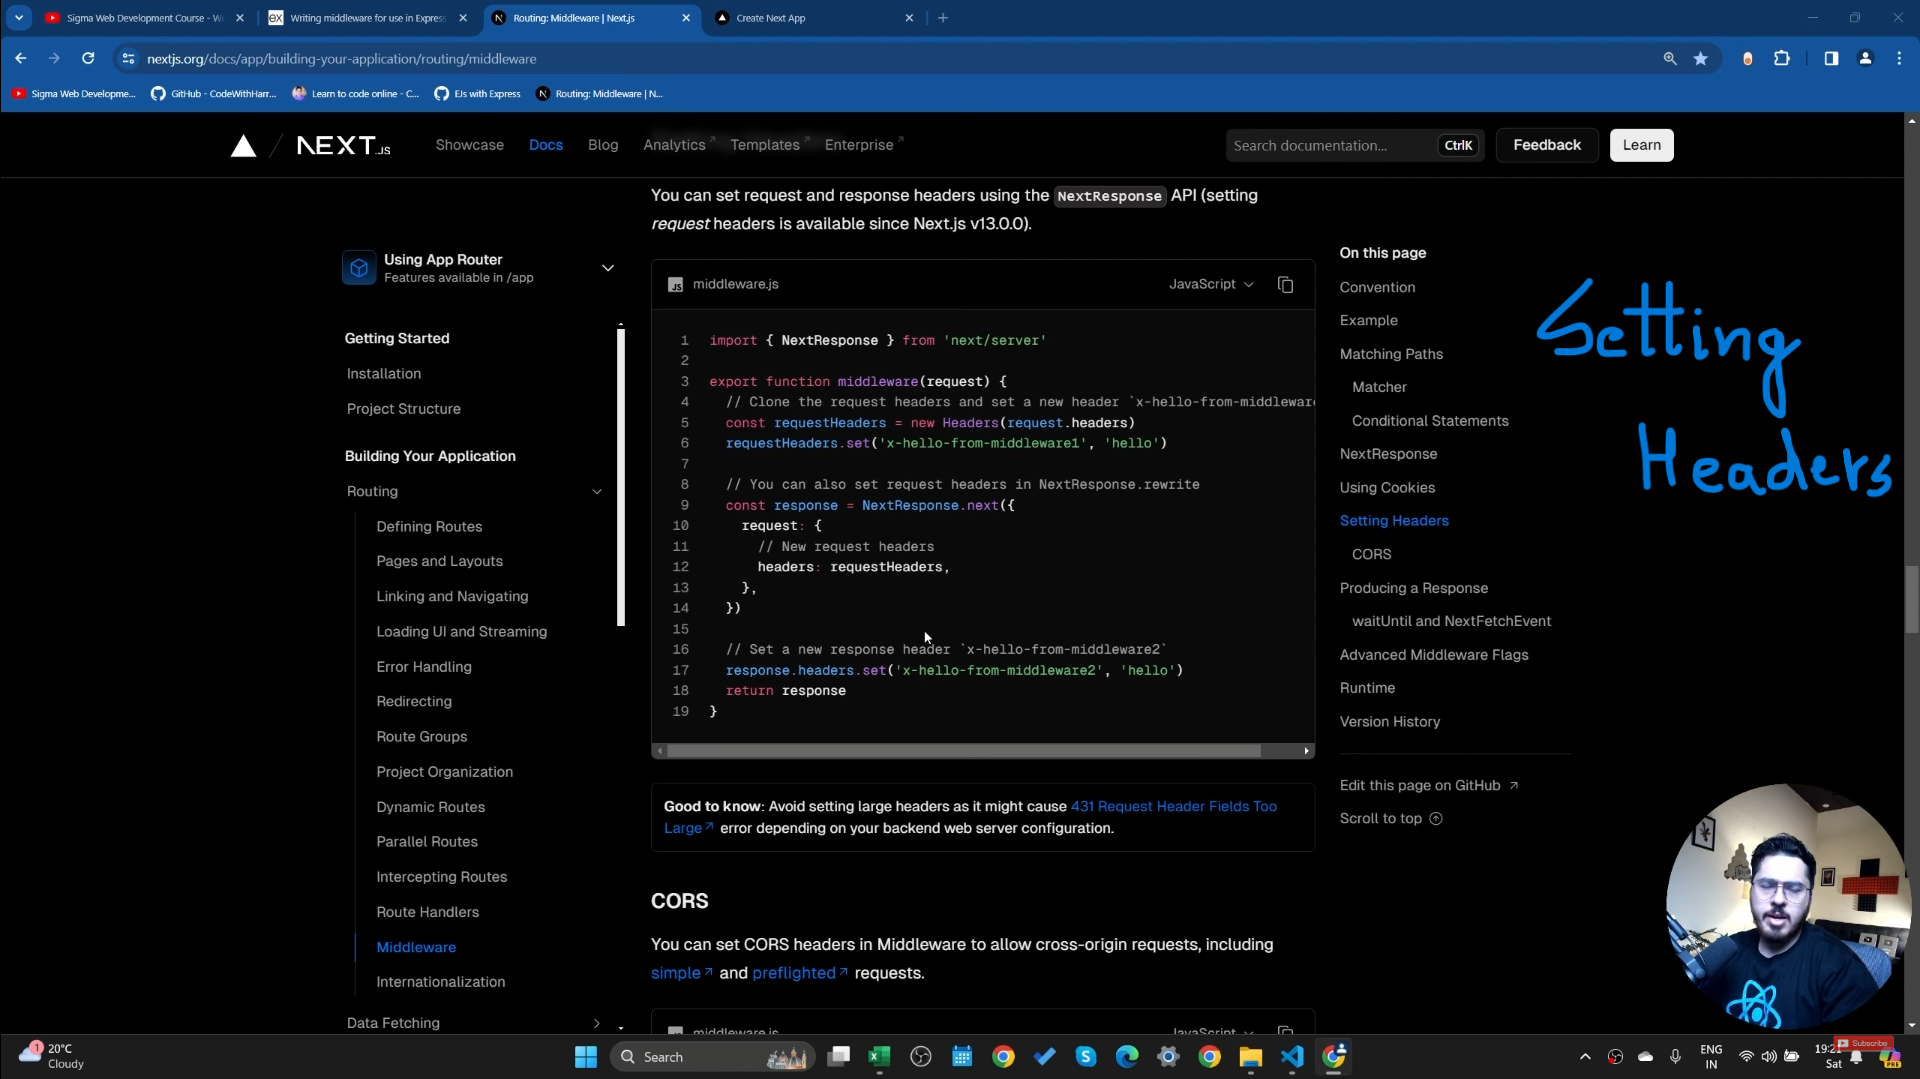 Sigma Web Development Course - W
Writing middleware for use in Express
Routing: Middleware | Next.js
Create Next App
nextjs.org/docs/app/building-your-application/routing/middleware
Sigma Web Developme...
GitHub - CodeWithHarr...
Learn to code online - C...
EJs with Express
Routing: Middleware | N...
NEXT.JS
Showcase
Docs
Blog
Analytics
Templates
Enterprise
Search documentation...
CtrlK
Feedback
Learn
Using App Router
Features available in /app
Getting Started
Installation
Project Structure
Building Your Application
Routing
Defining Routes
Pages and Layouts
Linking and Navigating
Loading UI and Streaming
Error Handling
Redirecting
Route Groups
Project Organization
Dynamic Routes
Parallel Routes
Intercepting Routes
Route Handlers
Middleware
Internationalization
Data Fetching
You can set request and response headers using the NextResponse API (setting
request headers is available since Next.js v13.0.0).
middleware.js
JavaScript
1 import { NextResponse } from 'next/server'
2
3 export function middleware(request) {
4 // Clone the request headers and set a new header `x-hello-from-middleware
5 const requestHeaders = new Headers(request.headers)
6 requestHeaders.set('x-hello-from-middleware1', 'hello')
7
8 // You can also set request headers in NextResponse.rewrite
9 const response = NextResponse.next({
10 request: {
11 // New request headers
12 headers: requestHeaders,
13 },
14 })
15
16 // Set a new response header `x-hello-from-middleware2`
17 response.headers.set('x-hello-from-middleware2', 'hello')
18 return response
19 }
Good to know: Avoid setting large headers as it might cause 431 Request Header Fields Too
Large error depending on your backend web server configuration.
CORS
You can set CORS headers in Middleware to allow cross-origin requests, including
simple and preflighted requests.
middleware.js
JavaScript
On this page
Convention
Example
Matching Paths
Matcher
Conditional Statements
NextResponse
Using Cookies
Setting Headers
CORS
Producing a Response
waitUntil and NextFetchEvent
Advanced Middleware Flags
Runtime
Version History
Edit this page on GitHub
Scroll to top
Setting
Headers
Subscribe
1
20°C
Cloudy
Search
ENG
IN
Sat
PRE